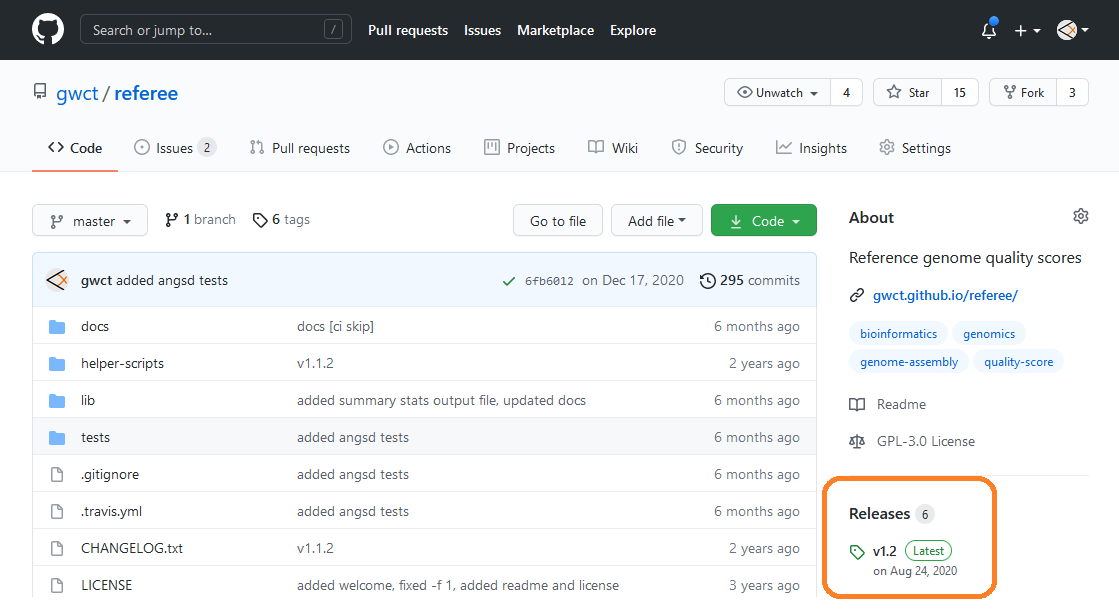 Search or jump to... /
Pull requests Issues Marketplace Explore
gwct / referee
Unwatch 4 Star 15 Fork 3
Code Issues 2 Pull requests Actions Projects Wiki Security Insights Settings
master 1 branch 6 tags Go to file Add file Code
gwct added angsd tests 6fb6012 on Dec 17, 2020 295 commits
docs docs [ci skip] 6 months ago
helper-scripts v1.1.2 2 years ago
lib added summary stats output file, updated docs 6 months ago
tests added angsd tests 6 months ago
.gitignore added angsd tests 6 months ago
.travis.yml added angsd tests 6 months ago
CHANGELOG.txt v1.1.2 2 years ago
LICENSE added welcome, fixed -f 1, added readme and license 3 years ago
About
Reference genome quality scores
gwct.github.io/referee/
bioinformatics genomics
genome-assembly quality-score
Readme
GPL-3.0 License
Releases 6
v1.2 Latest
on Aug 24, 2020